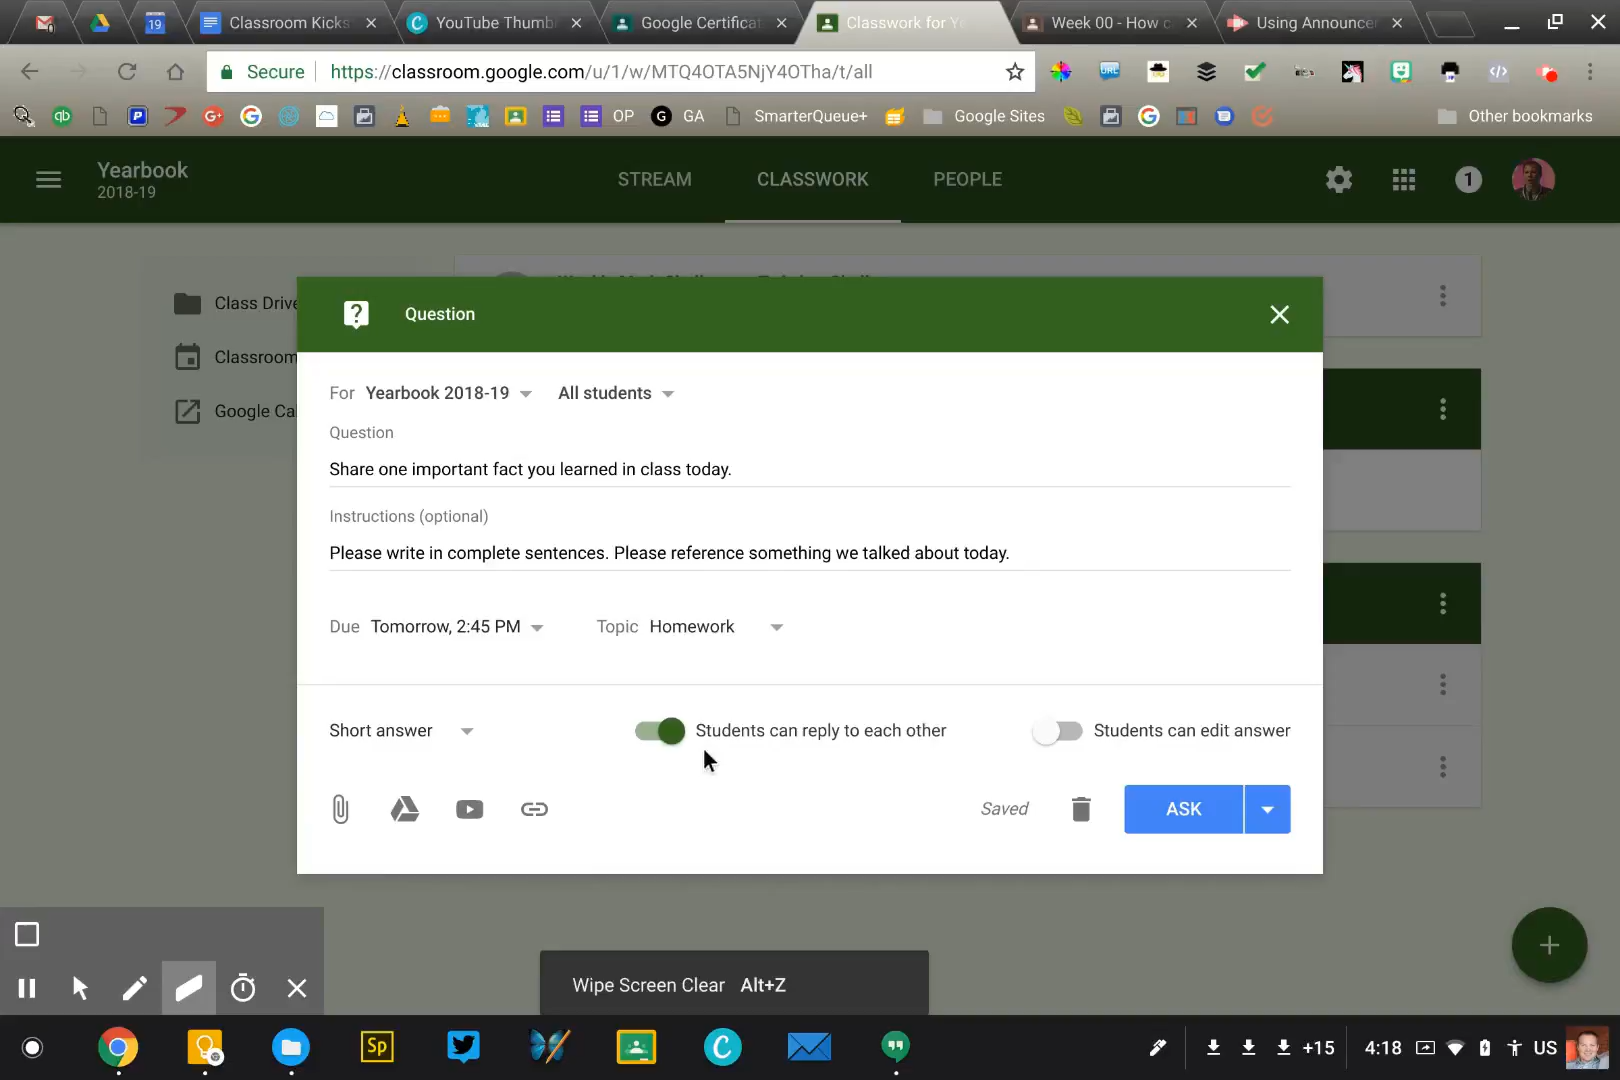 Classroom Kicks
YouTube Thumb
Google Certifica
Classwork for Y
Week 00 - How
Using Announcer
19
Secure
https://classroom.google.com/u/1/w/MTQ4OTA5NjY4OTha/t/all
OP
GA
SmarterQueue+
Google Sites
Other bookmarks
Yearbook
2018-19
STREAM
CLASSWORK
PEOPLE
1
Class Drive
Classroom
Google Cal
Question
For Yearbook 2018-19 All students
Question
Share one important fact you learned in class today.
Instructions (optional)
Please write in complete sentences. Please reference something we talked about today.
Due Tomorrow, 2:45 PM Topic Homework
Short answer
Students can reply to each other
Students can edit answer
Saved
ASK
Wipe Screen Clear Alt+Z
Sp
+15
4:18
US